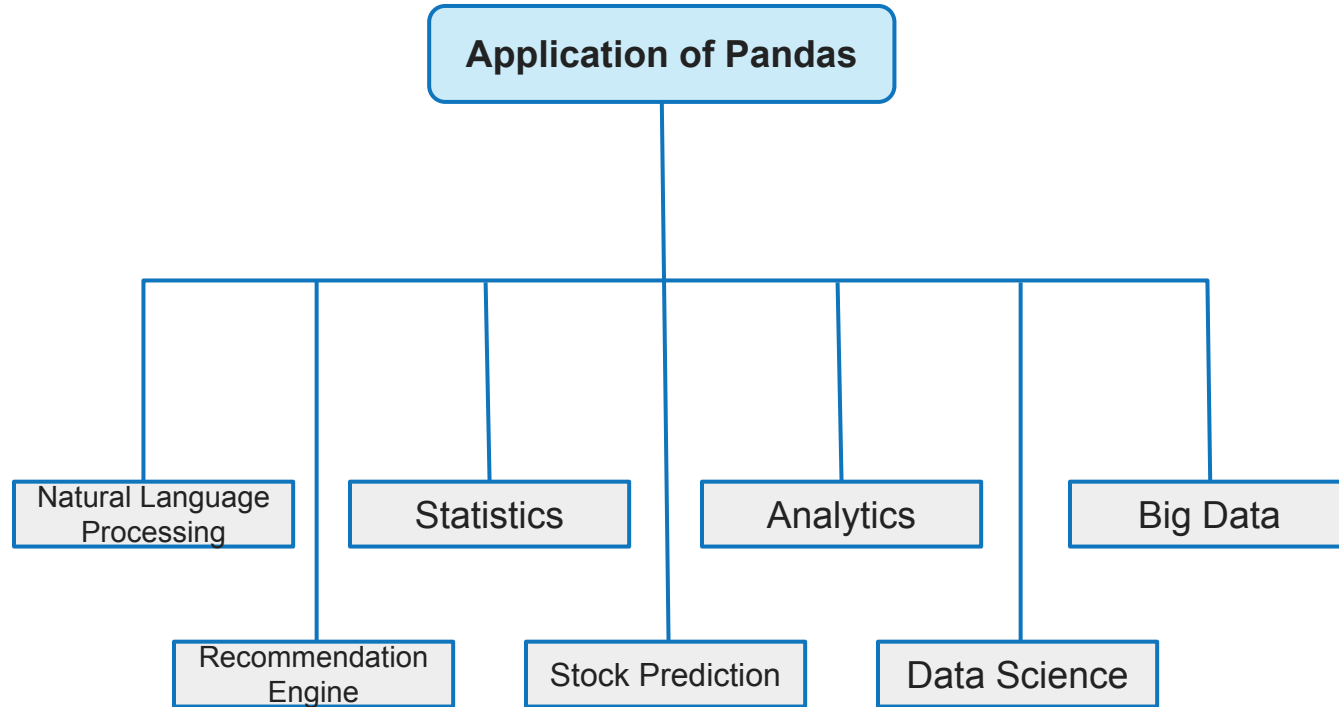 Application of Pandas
Natural Language
Processing
Statistics
Analytics
Big Data
Recommendation
Engine
Stock Prediction
Data Science